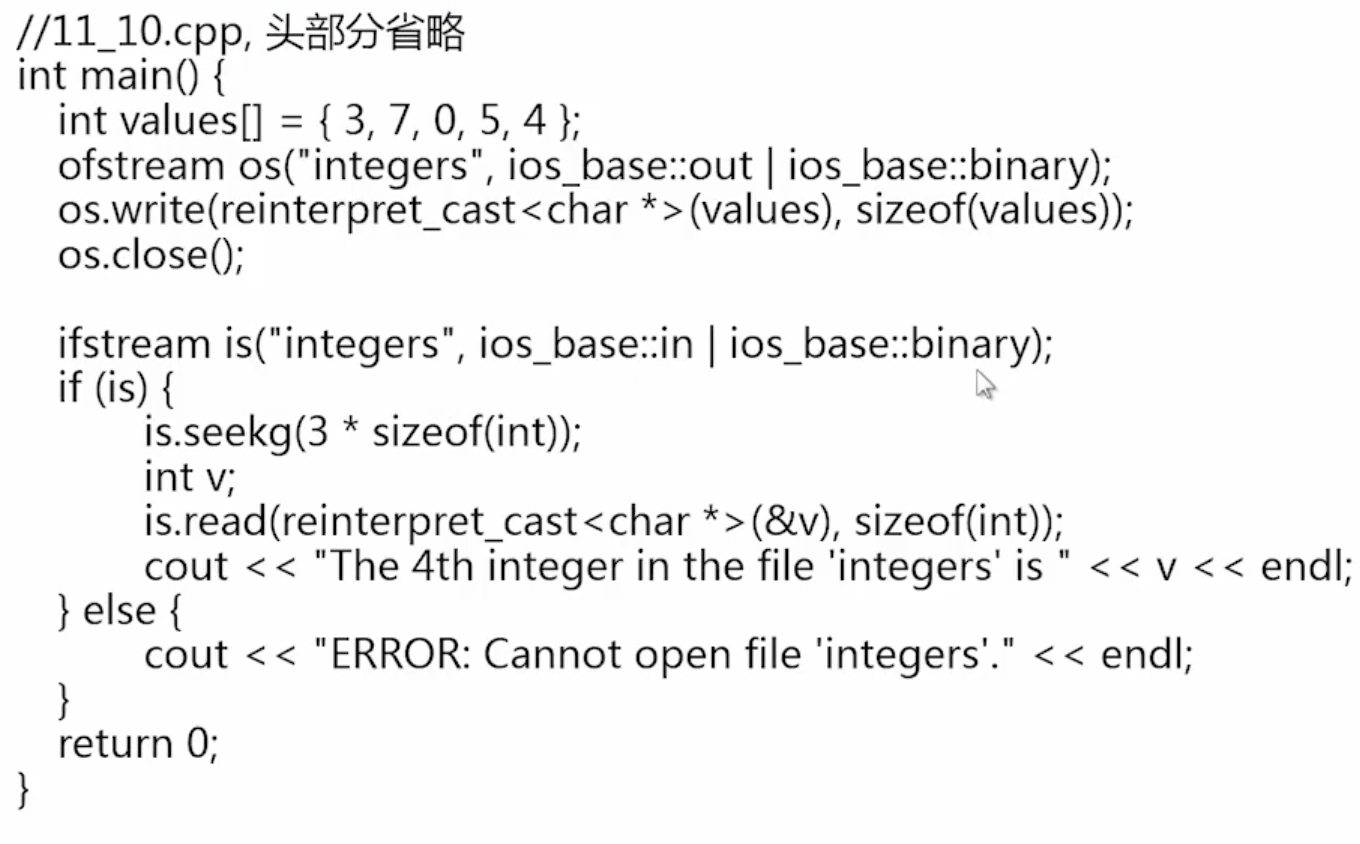 //11_10.cpp, 头部分省略
int main() {
int values[] = { 3, 7, 0, 5, 4 };
ofstream os("integers", ios_base::out | ios_base::binary);
os.write(reinterpret_cast<char *>(values), sizeof(values));
os.close();
ifstream is("integers", ios_base::in | ios_base::binary);
if (is) {
is.seekg(3 * sizeof(int));
int v;
is.read(reinterpret_cast<char *>(&v), sizeof(int));
cout << "The 4th integer in the file 'integers' is " << v << endl;
} else {
cout << "ERROR: Cannot open file 'integers'." << endl;
}
return 0;
}